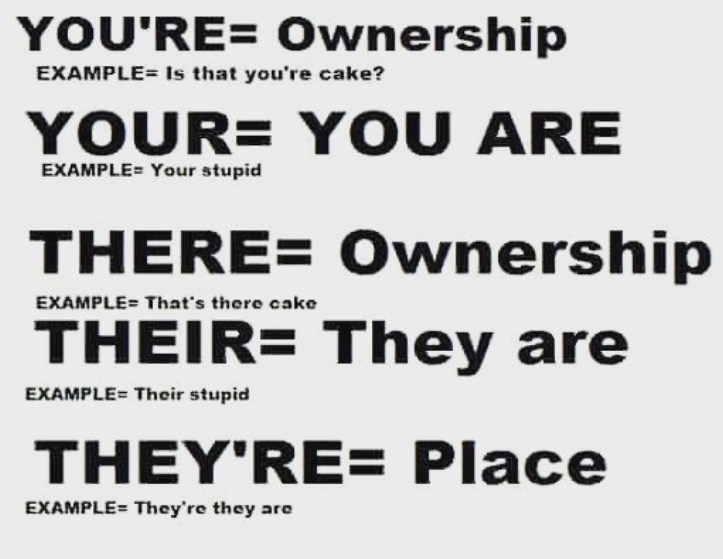 YOU'RE= Ownership
EXAMPLE= Is that you're cake?
YOUR= YOU ARE
EXAMPLE= Your stupid
THERE= Ownership
EXAMPLE= That's there cake
THEIR= They are
EXAMPLE= Their stupid
THEY'RE= Place
EXAMPLE= They're they are